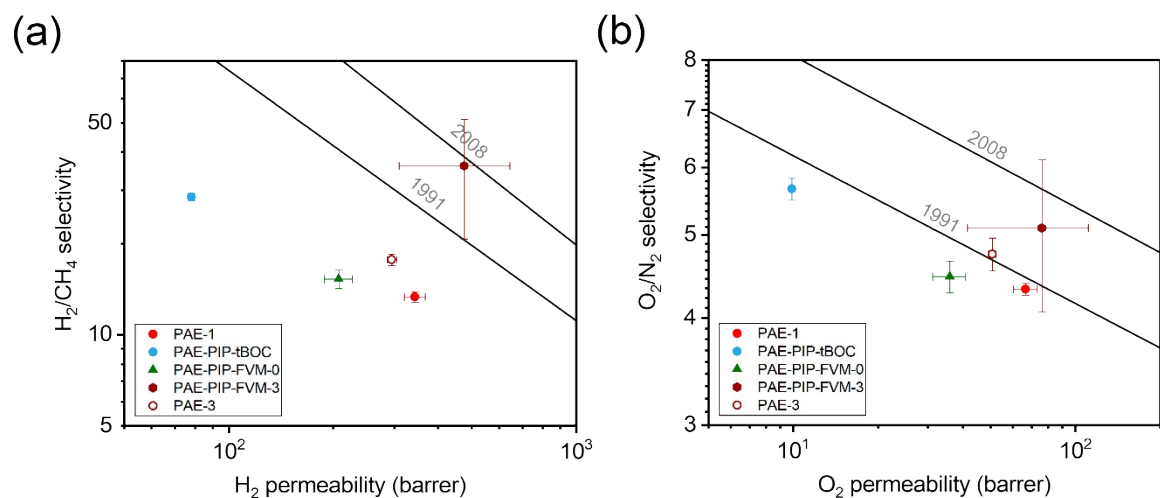 (a)
H₂/CH₄ selectivity
50
10
5
2008
1991
PAE-1
PAE-PIP-tBOC
PAE-PIP-FVM-0
PAE-PIP-FVM-3
PAE-3
10²
10³
H₂ permeability (barrer)
(b)
O₂/N₂ selectivity
8
7
6
5
4
3
2008
1991
PAE-1
PAE-PIP-tBOC
PAE-PIP-FVM-0
PAE-PIP-FVM-3
PAE-3
10¹
10²
O₂ permeability (barrer)